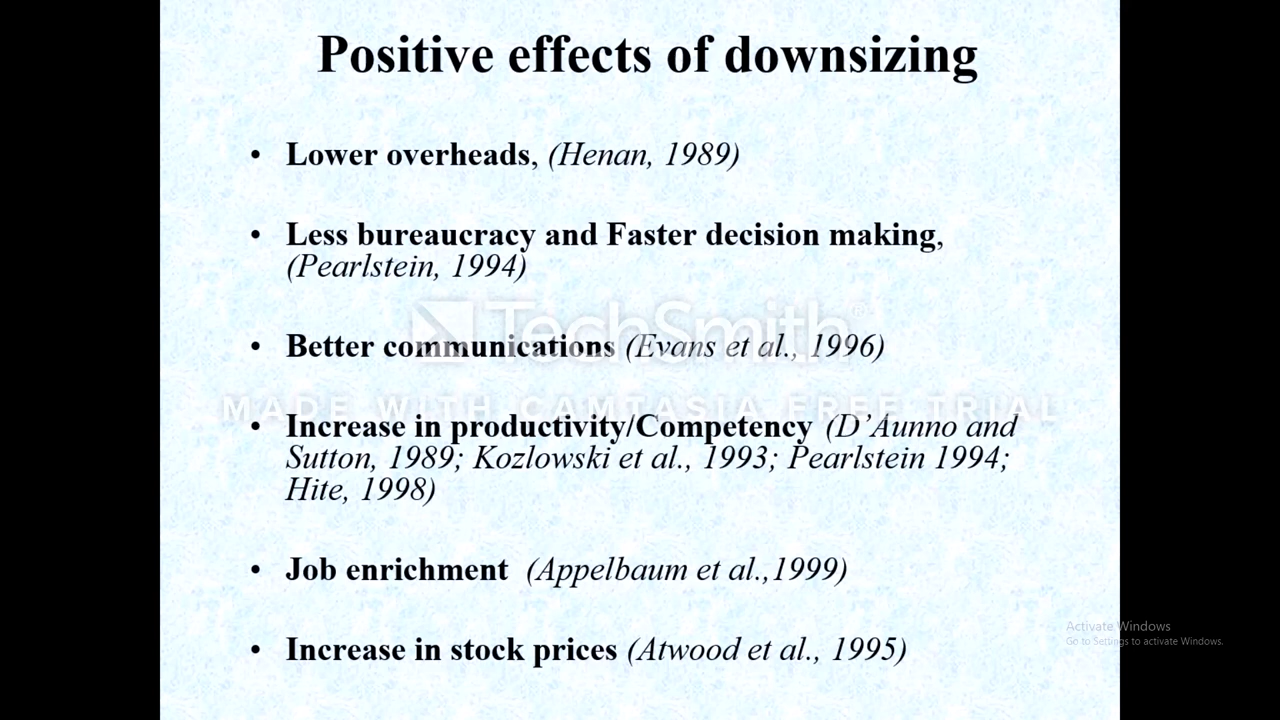 Positive effects of downsizing
• Lower overheads, (Henan, 1989)
• Less bureaucracy and Faster decision making,
(Pearlstein, 1994)
TechSmith®
• Better communications (Evans et al., 1996)
MADE WITH CAMTASIA FREE TRIAL
• Increase in productivity/Competency (D’Aunno and
Sutton, 1989; Kozlowski et al., 1993; Pearlstein 1994;
Hite, 1998)
• Job enrichment (Appelbaum et al.,1999)
Activate Windows
Go to Settings to activate Windows.
• Increase in stock prices (Atwood et al., 1995)